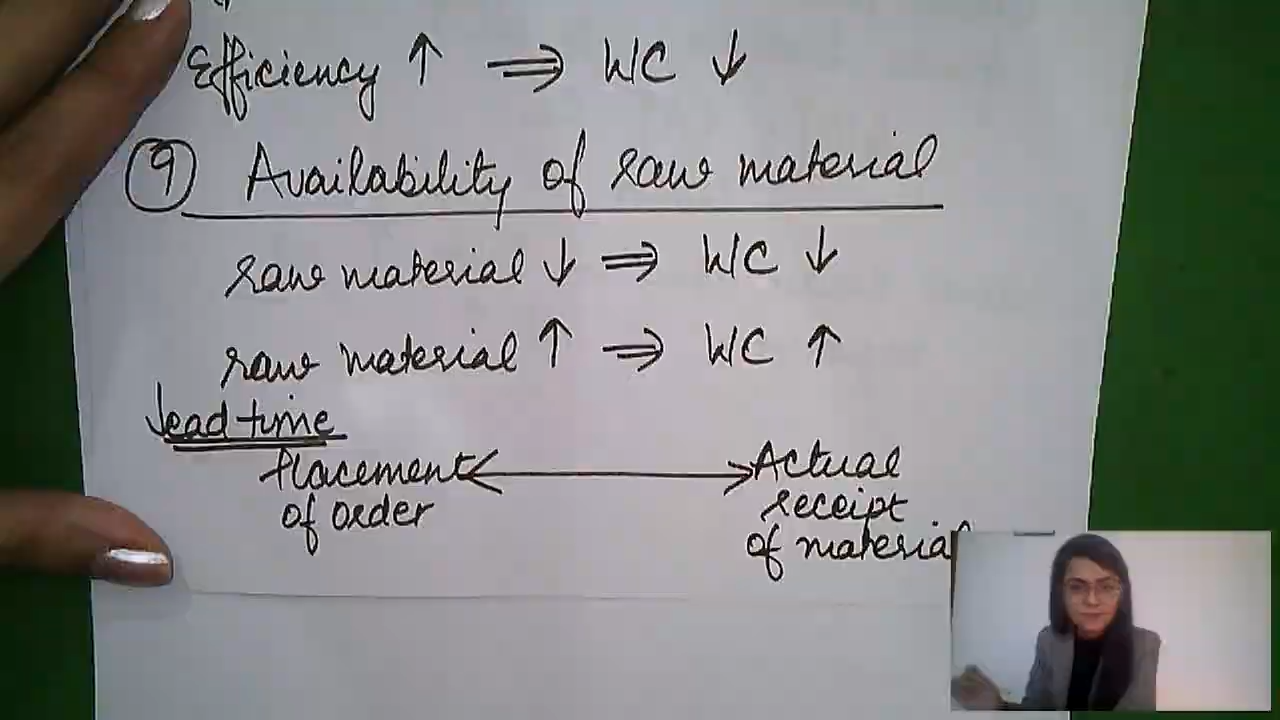 Efficiency ↑ ⇒ WC ↓
9 Availability of raw material
raw material ↓ ⇒ WC ↓
raw material ↑ ⇒ WC ↑
Lead time
Placement ↔ Actual
of order receipt
of material